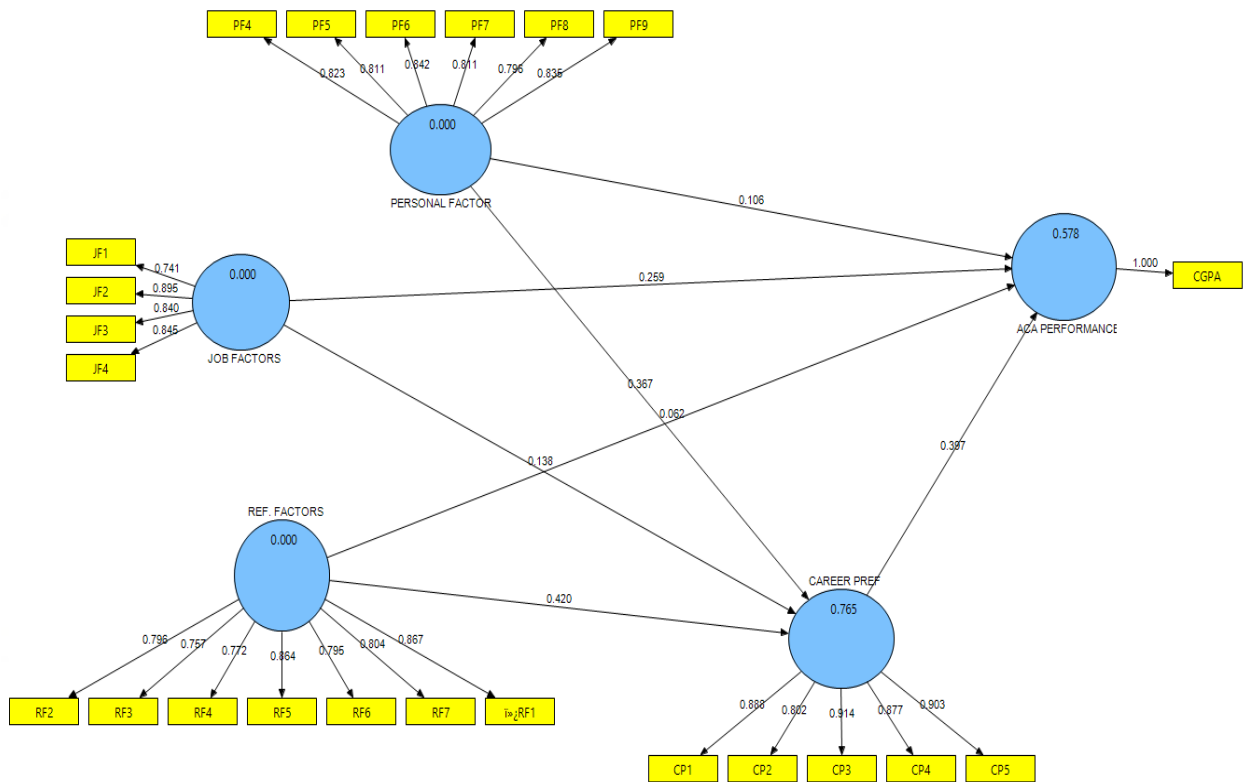 PF4 PF5 PF6 PF7 PF8 PF9
0.823 0.811 0.842 0.811 0.796 0.835
0.000
PERSONAL FACTOR
0.106
JF1
JF2
JF3
JF4
0.741
0.895
0.840
0.845
0.000
JOB FACTORS
0.259
0.578
ACA PERFORMANCE
1.000
CGPA
0.367
0.062
0.138
0.397
REF. FACTORS
0.000
0.420
CAREER PREF
0.765
0.796 0.757 0.772 0.864 0.795 0.804 0.867
RF2 RF3 RF4 RF5 RF6 RF7 ï»¿RF1
0.888 0.802 0.914 0.877 0.903
CP1 CP2 CP3 CP4 CP5